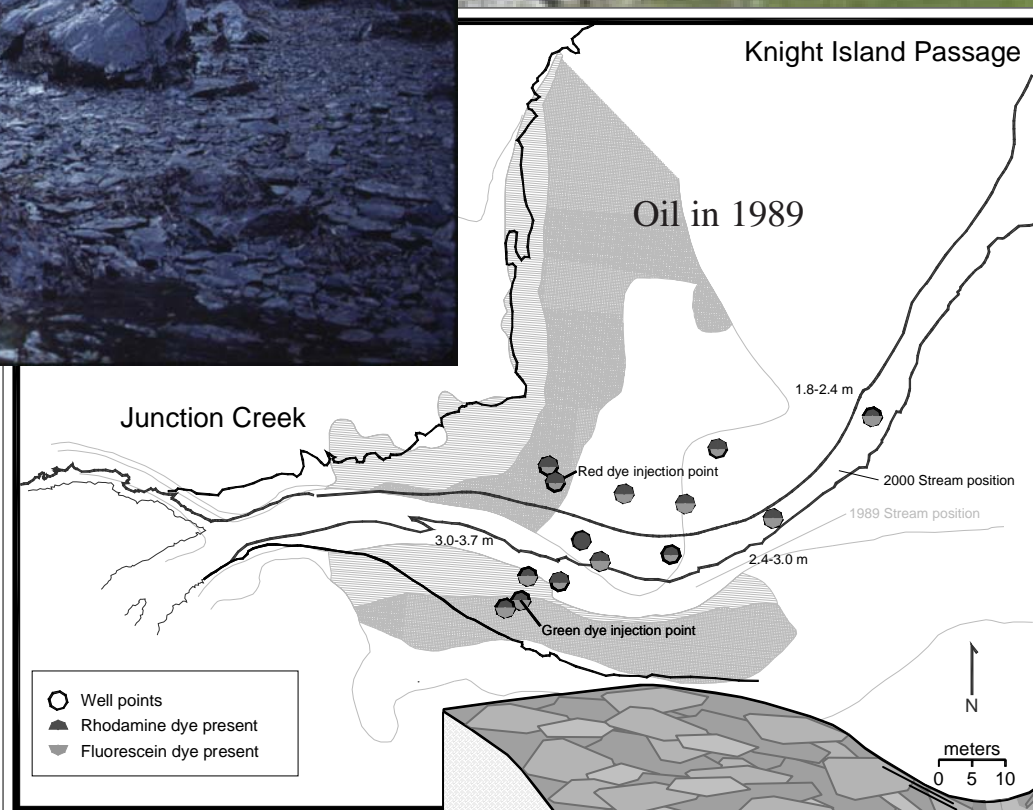 Knight Island Passage
Oil in 1989
1.8-2.4 m
Junction Creek
Red dye injection point
2000 Stream position
1989 Stream position
3.0-3.7 m
2.4-3.0 m
Green dye injection point
Well points
Rhodamine dye present
Fluorescein dye present
N
meters
0 5 10